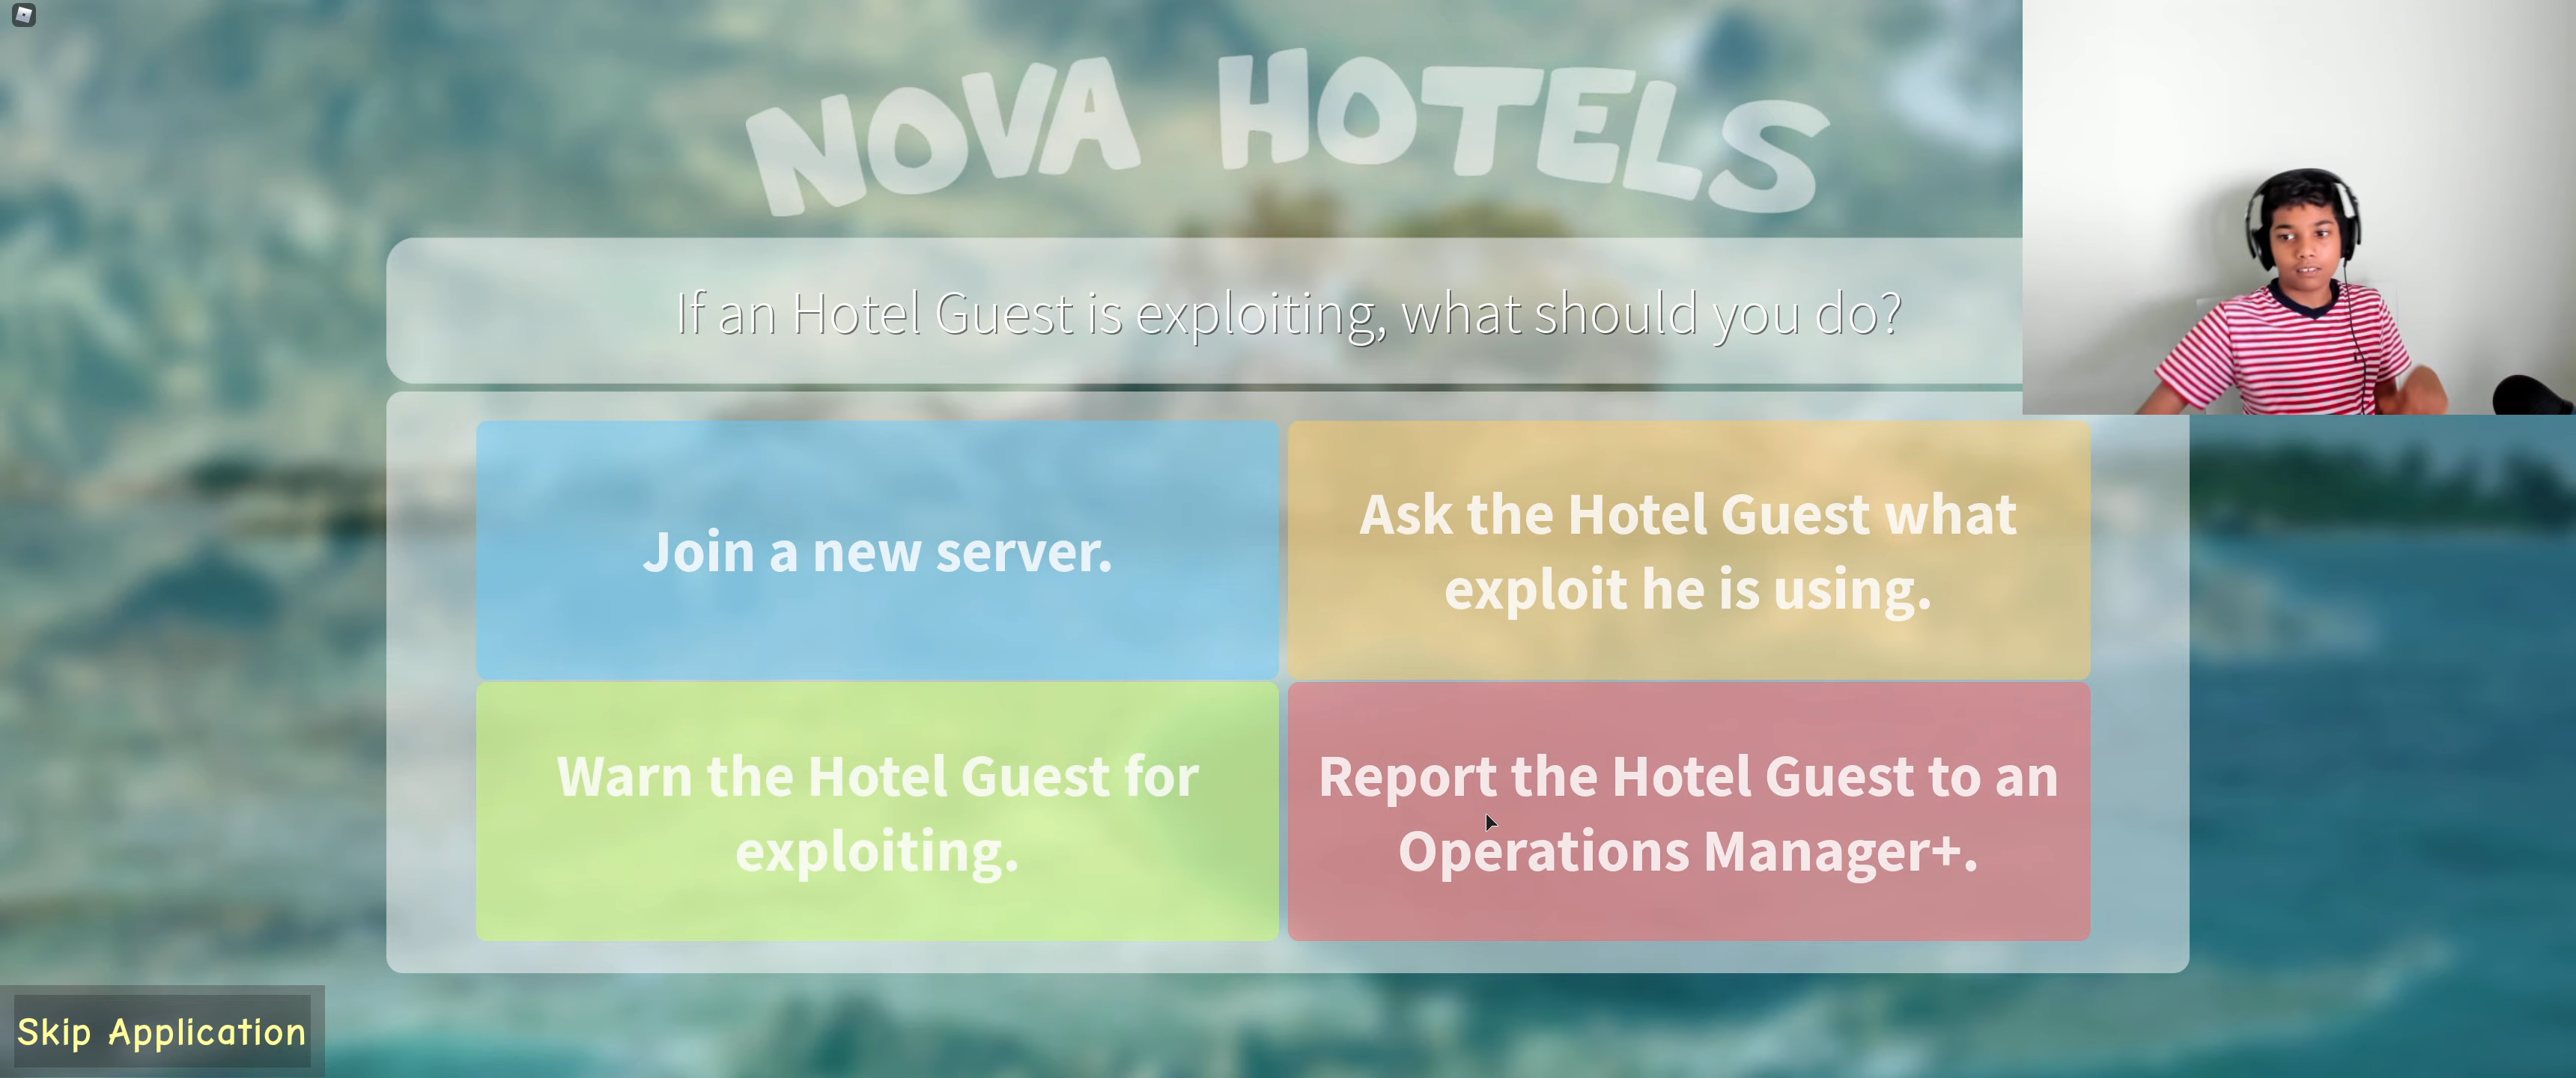 NOVA HOTELS
If an Hotel Guest is exploiting, what should you do?
Join a new server.
Ask the Hotel Guest what
exploit he is using.
Warn the Hotel Guest for
exploiting.
Report the Hotel Guest to an
Operations Manager+.
Skip Application